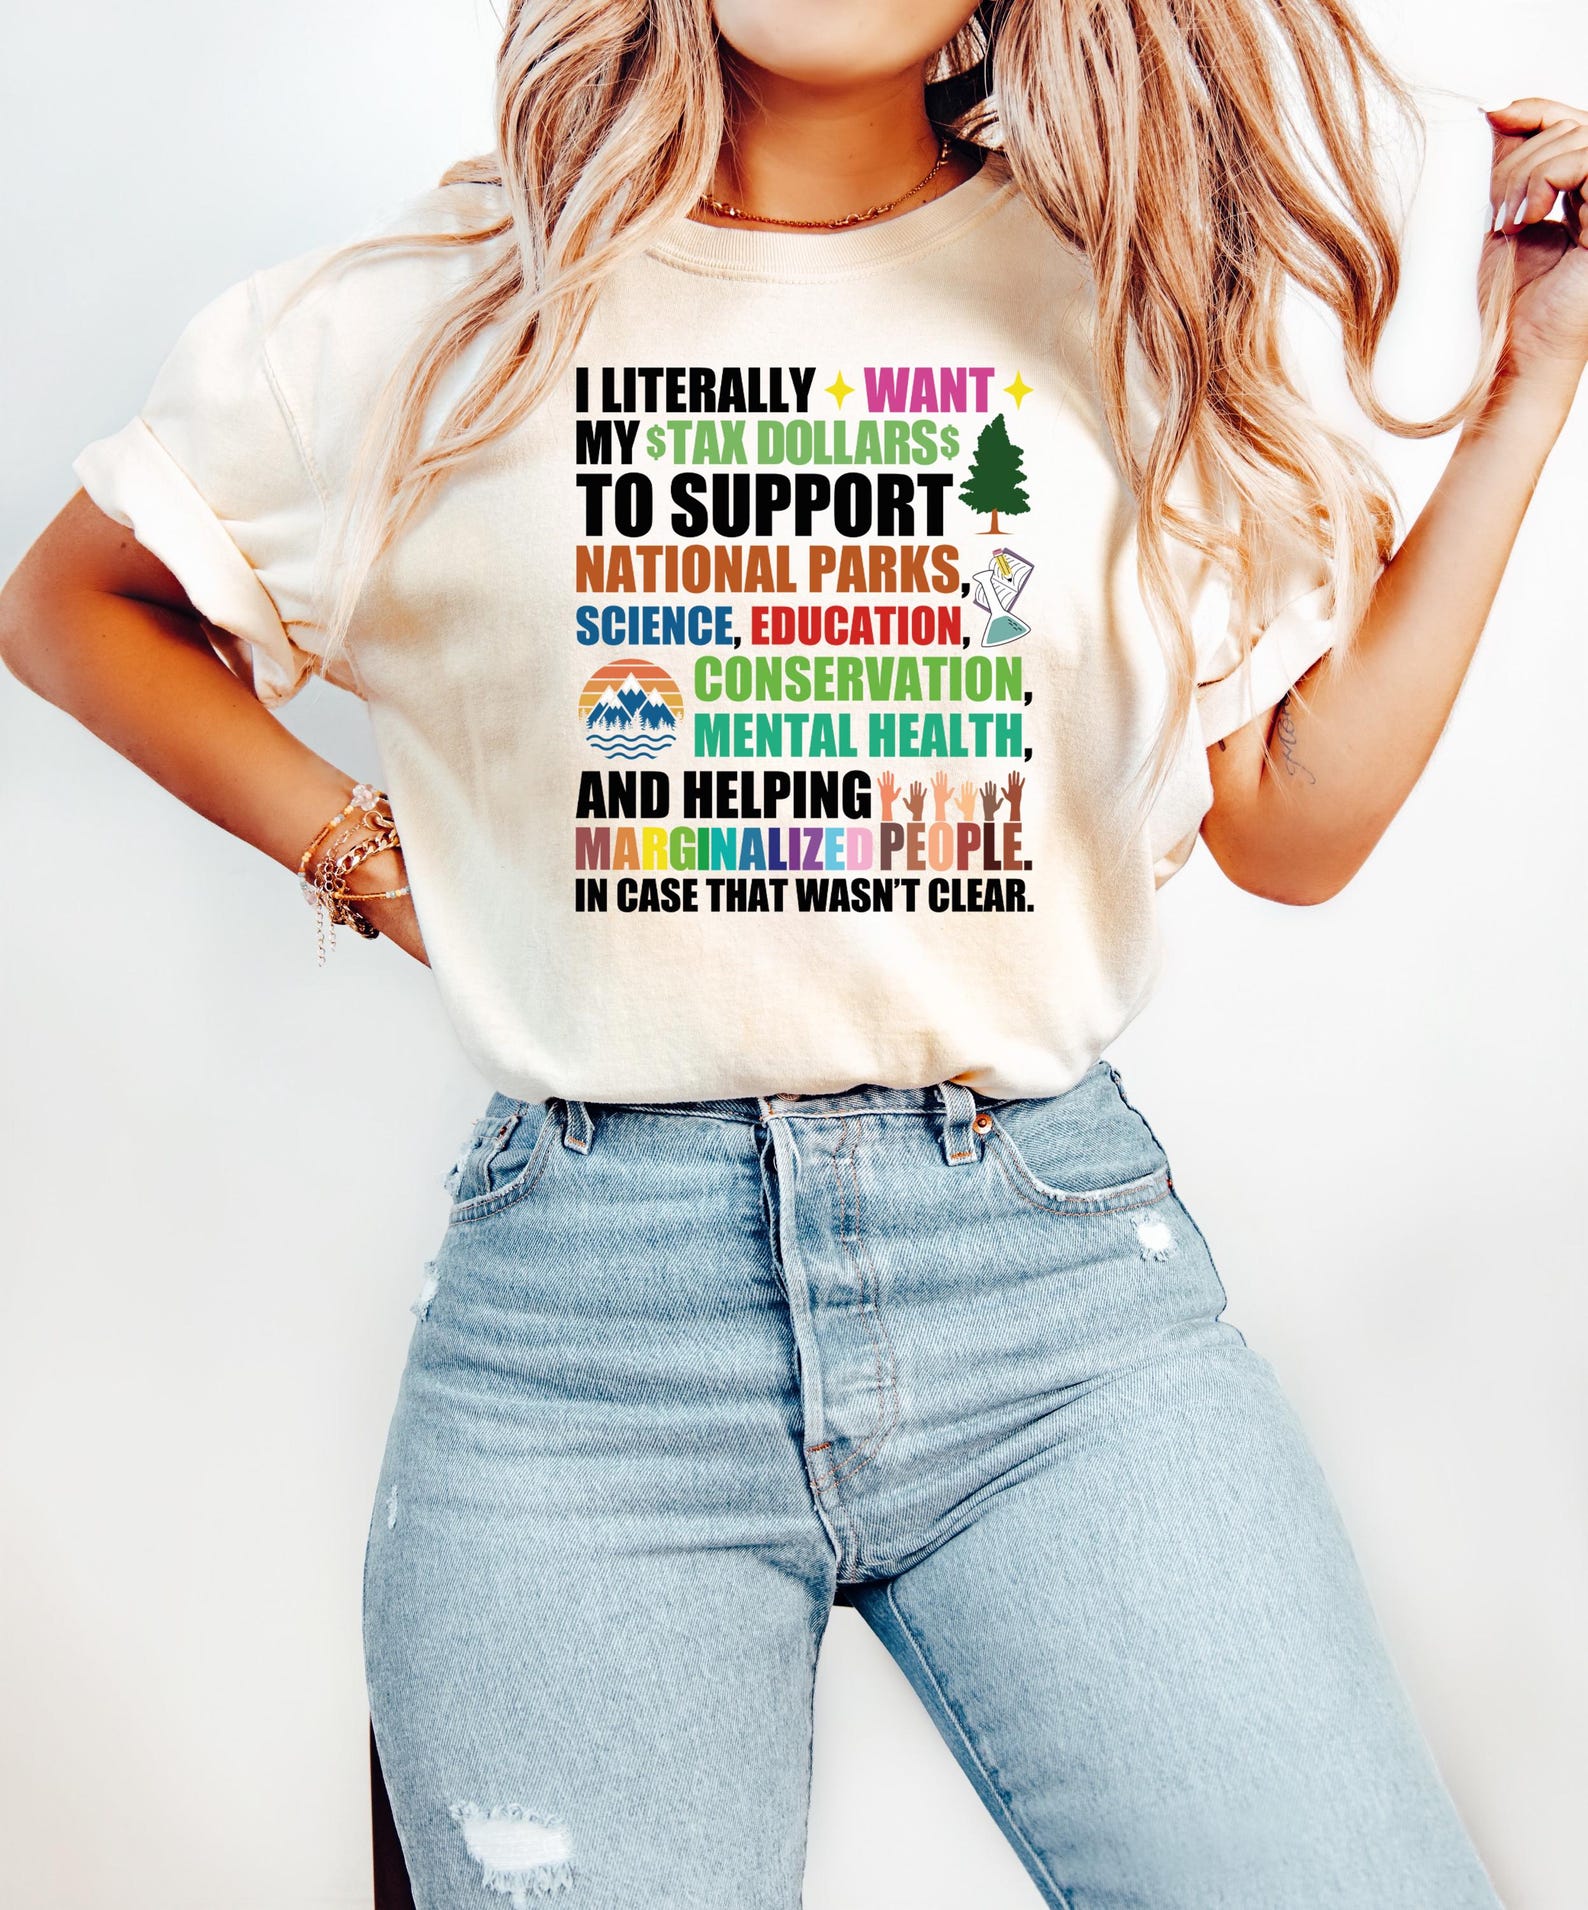 I LITERALLY WANT
MY $TAX DOLLARS$
TO SUPPORT
NATIONAL PARKS,
SCIENCE, EDUCATION,
CONSERVATION,
MENTAL HEALTH,
AND HELPING
MARGINALIZED PEOPLE.
IN CASE THAT WASN'T CLEAR.